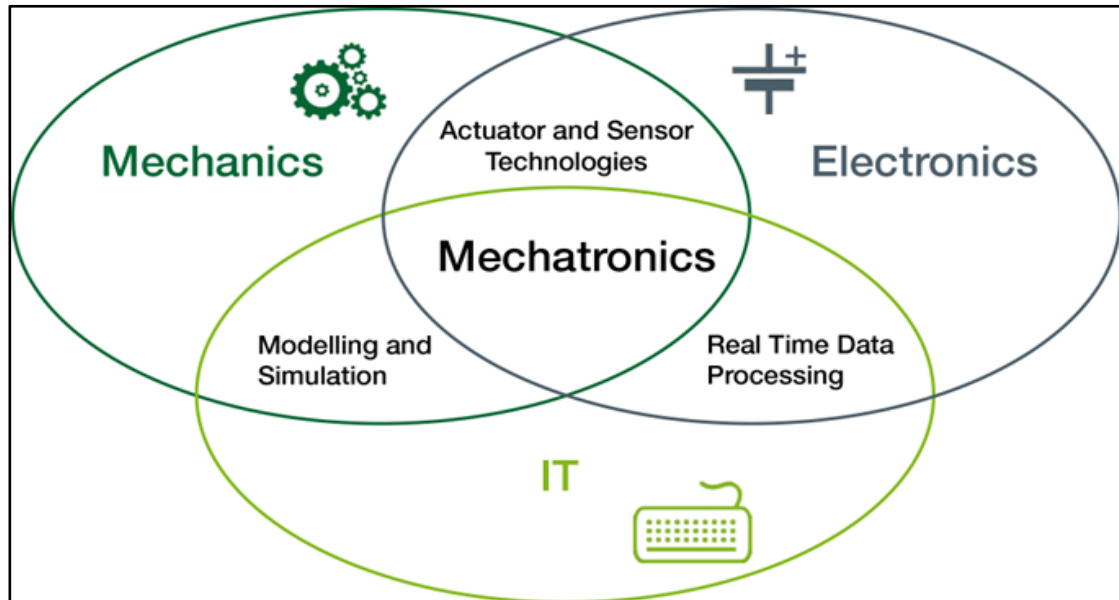 Actuator and Sensor
Technologies
Mechanics
Electronics
Mechatronics
Modelling and
Simulation
Real Time Data
Processing
IT